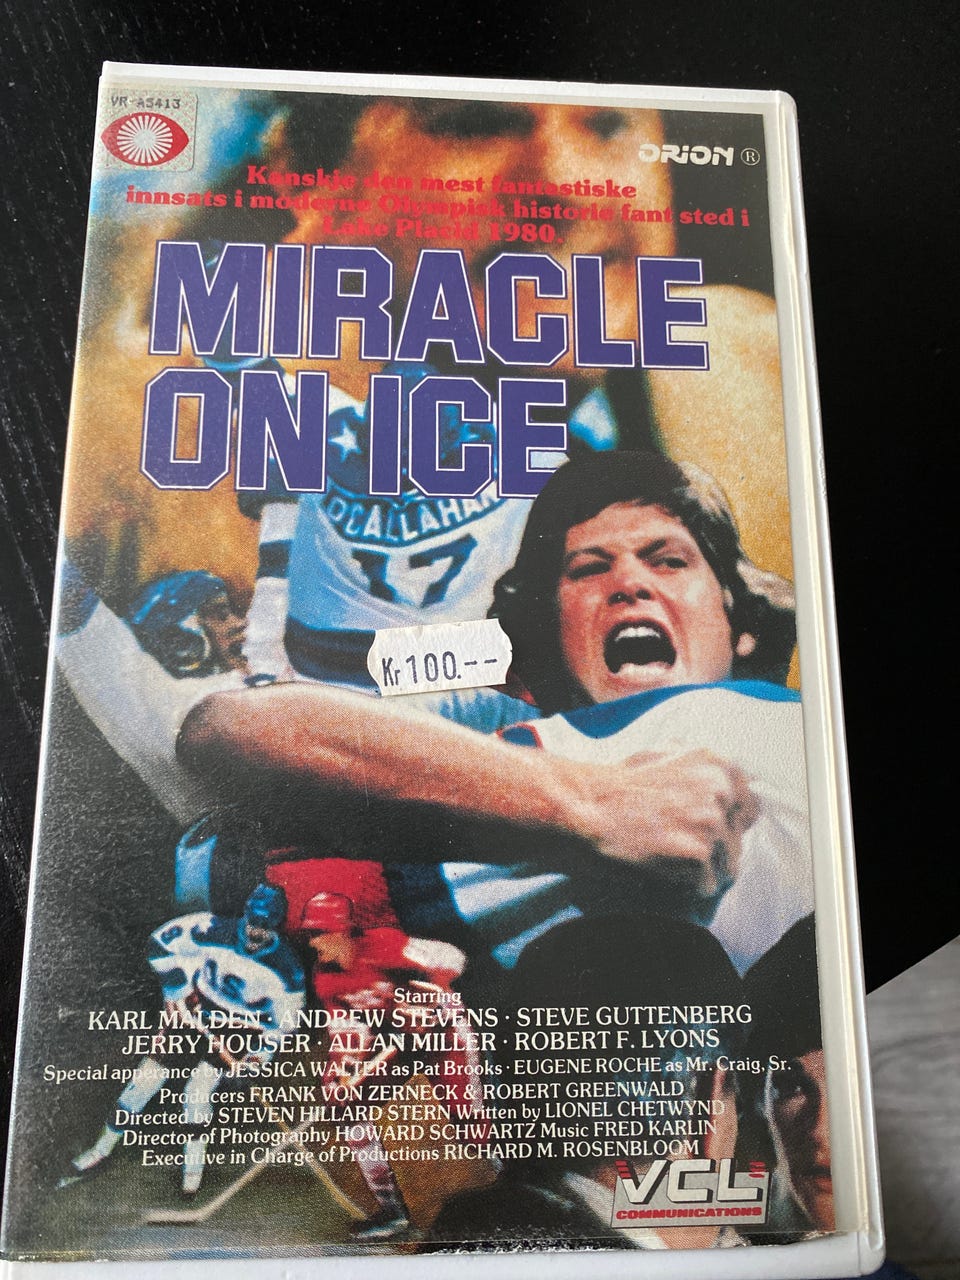 VR-A5413
ORION ®
Kanskje den mest fantastiske
innsats i moderne Olympisk historie fant sted i
Lake Placid 1980.
MIRACLE
ON ICE
OCALLAHAN
17
Kr 100.--
Starring
KARL MALDEN · ANDREW STEVENS · STEVE GUTTENBERG
JERRY HOUSER · ALLAN MILLER · ROBERT F. LYONS
Special apperance by JESSICA WALTER as Pat Brooks · EUGENE ROCHE as Mr. Craig, Sr.
Producers FRANK VON ZERNECK & ROBERT GREENWALD
Directed by STEVEN HILLARD STERN Written by LIONEL CHETWYND
Director of Photography HOWARD SCHWARTZ Music FRED KARLIN
Executive in Charge of Productions RICHARD M. ROSENBLOOM
VCL
COMMUNICATIONS